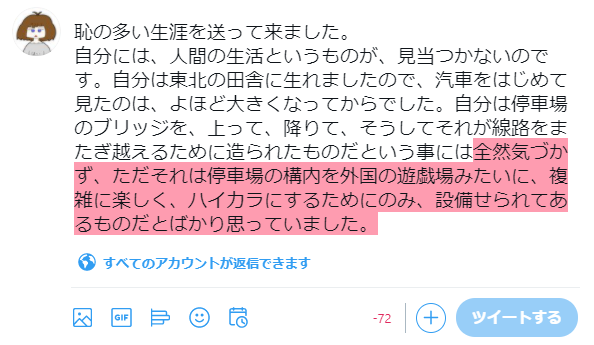 恥の多い生涯を送って来ました。
自分には、人間の生活というものが、見当つかないので
す。自分は東北の田舎に生れましたので、汽車をはじめて
見たのは、よほど大きくなってからでした。自分は停車場
のブリッジを、上って、降りて、そうしてそれが線路をま
たぎ越えるために造られたものだという事には全然気づか
ず、ただそれは停車場の構内を外国の遊戯場みたいに、複
雑に楽しく、ハイカラにするためにのみ、設備せられてあ
るものだとばかり思っていました。
すべてのアカウントが返信できます
GIF
-72
ツイートする